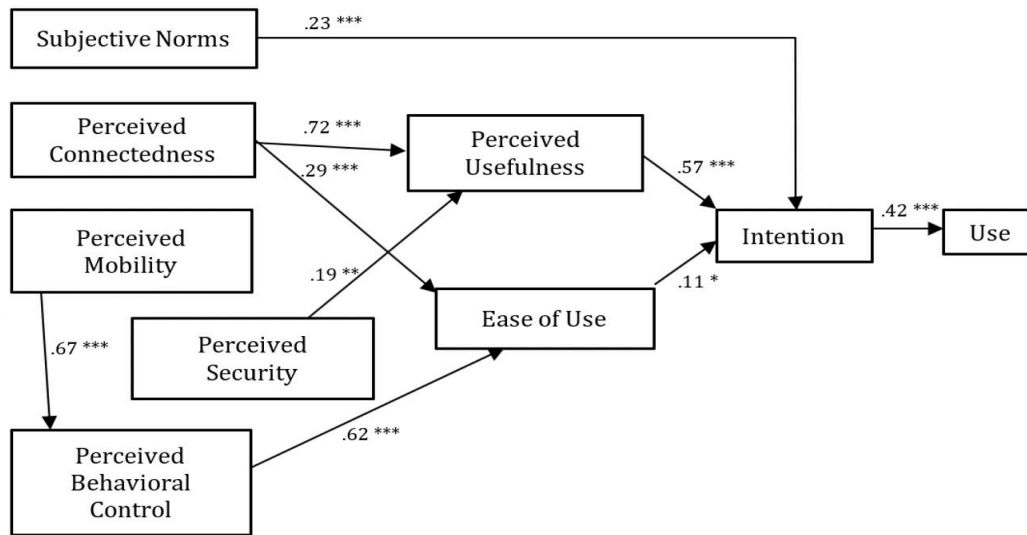 Subjective Norms
.23 ***
Perceived
Connectedness
.72 ***
.29 ***
Perceived
Usefulness
.57 ***
Perceived
Mobility
Intention
.42 ***
Use
.19 **
.11 *
Ease of Use
.67 ***
Perceived
Security
.62 ***
Perceived
Behavioral
Control